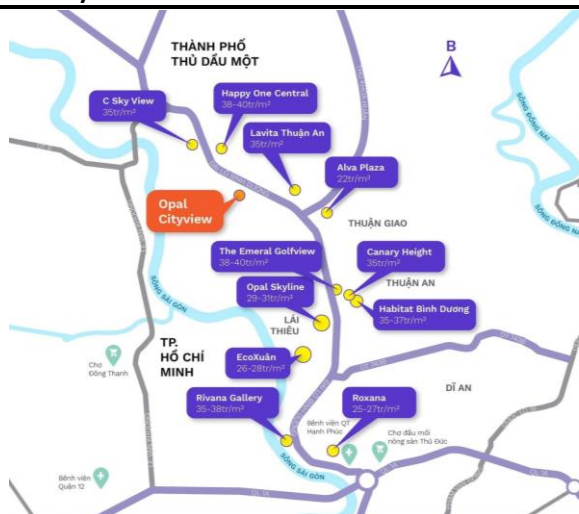 THÀNH PHỐ
THỦ DẦU MỘT
B
C Sky View
35tr/m²
Happy One Central
38-40tr/m²
Lavita Thuận An
35tr/m²
Alva Plaza
22tr/m²
SÔNG ĐỒNG NAI
Opal
Cityview
THUẬN GIAO
The Emeral Golfview
38-40tr/m²
Canary Height
35tr/m²
THUẬN AN
Opal Skyline
29-31tr/m²
Habitat Bình Dương
35-37tr/m²
SÔNG SÀI GÒN
LÁI
THIÊU
TP.
HỒ CHÍ
MINH
Chợ
Đông Thạnh
EcoXuân
26-28tr/m²
Rivana Gallery
35-38tr/m²
Roxana
25-27tr/m²
DĨ AN
Bệnh viện QT
Hạnh Phúc
Chợ đầu mối
nông sản Thủ Đức
SÔNG SÀI GÒN
Bệnh viện
Quận 12